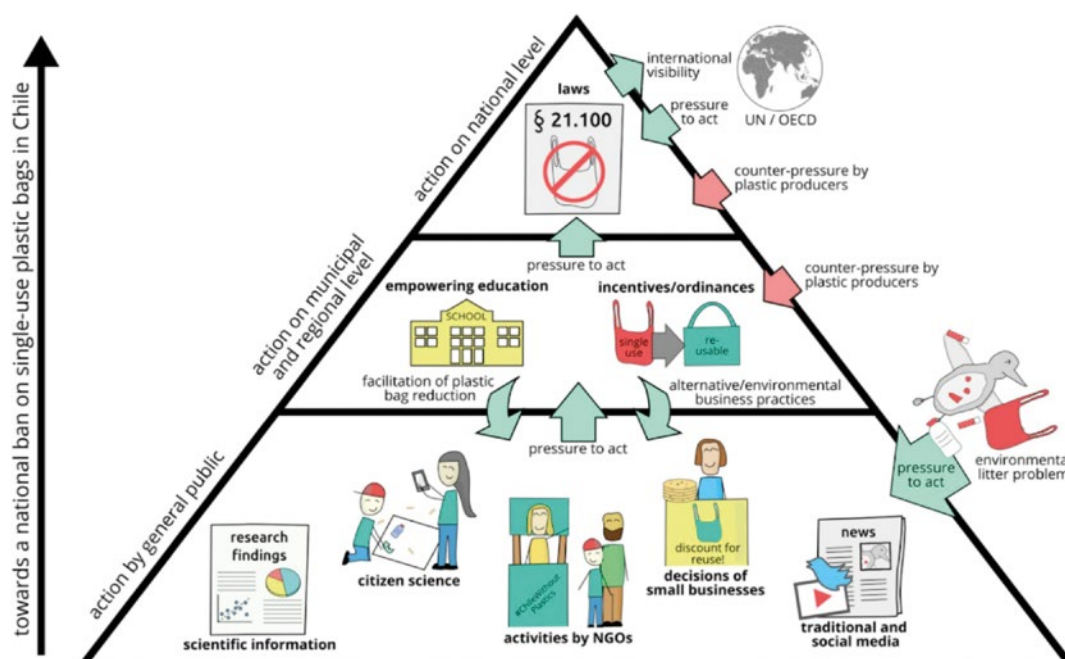 towards a national ban on single-use plastic bags in Chile
action on national level
laws
§ 21.100
international
visibility
UN / OECD
pressure
to act
counter-pressure by
plastic producers
action on municipal
and regional level
pressure to act
empowering education
SCHOOL
facilitation of plastic
bag reduction
incentives/ordinances
single
use
re-
usable
alternative/environmental
business practices
counter-pressure by
plastic producers
pressure
to act
environmental
litter problem
action by general public
pressure to act
research
findings
scientific information
citizen science
#ChileWithout
Plastics
activities by NGOs
discount for
reuse!
decisions of
small businesses
news
traditional and
social media